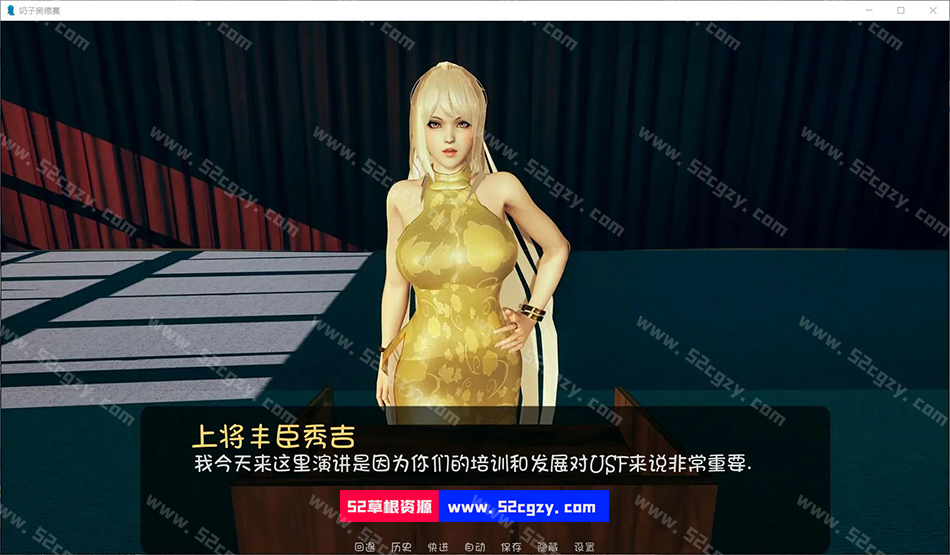 奶子奥德赛
上将丰臣秀吉
我今天来这里演讲是因为你们的培训和发展对USF来说非常重要.
52草根资源 www.52cgzy.com
回退 历史 快进 自动 保存 隐藏 设置
www.52cgzy.com